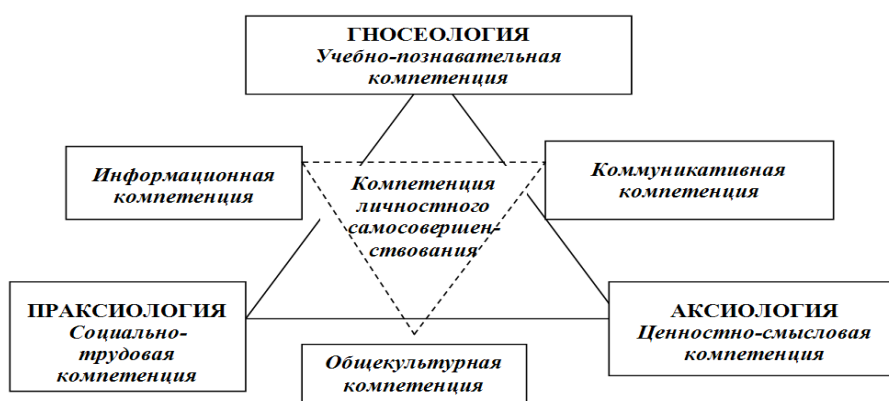 ГНОСЕОЛОГИЯ
Учебно-познавательная
компетенция
Информационная
компетенция
Коммуникативная
компетенция
Компетенция
личностного
самосовершен-
ствования
ПРАКСИОЛОГИЯ
Социально-
трудовая
компетенция
АКСИОЛОГИЯ
Ценностно-смысловая
компетенция
Общекультурная
компетенция